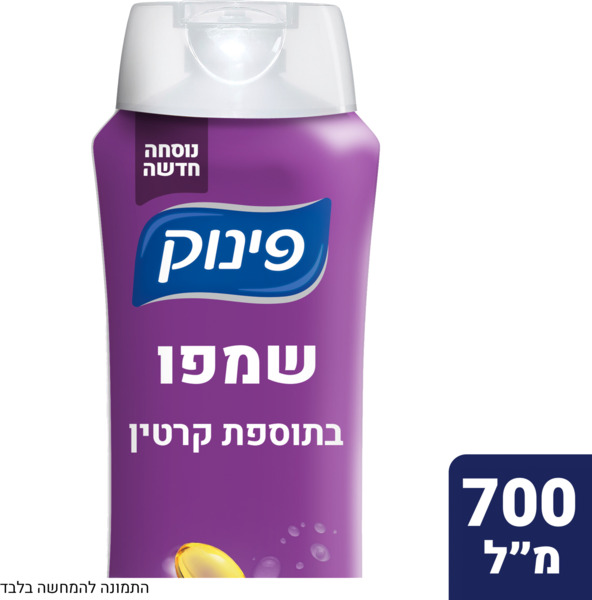 נוסחה
חדשה
פינוק
שמפו
בתוספת קרטין
700
מ״ל
התמונה להמחשה בלבד